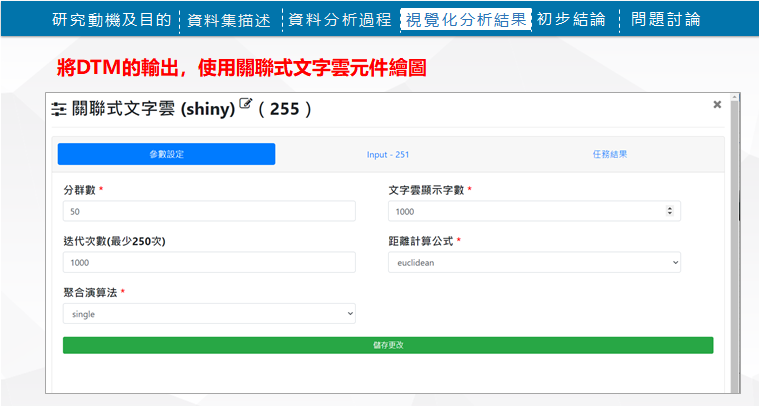 研究動機及目的 資料集描述 資料分析過程 視覺化分析結果 初步結論 問題討論
將DTM的輸出，使用關聯式文字雲元件繪圖
關聯式文字雲 (shiny) ( 255 )
參數設定 Input - 251 任務結果
分群數 * 文字雲顯示字數 *
50 1000
迭代次數(最少250次) 距離計算公式 *
1000 euclidean
聚合演算法 *
single
儲存更改